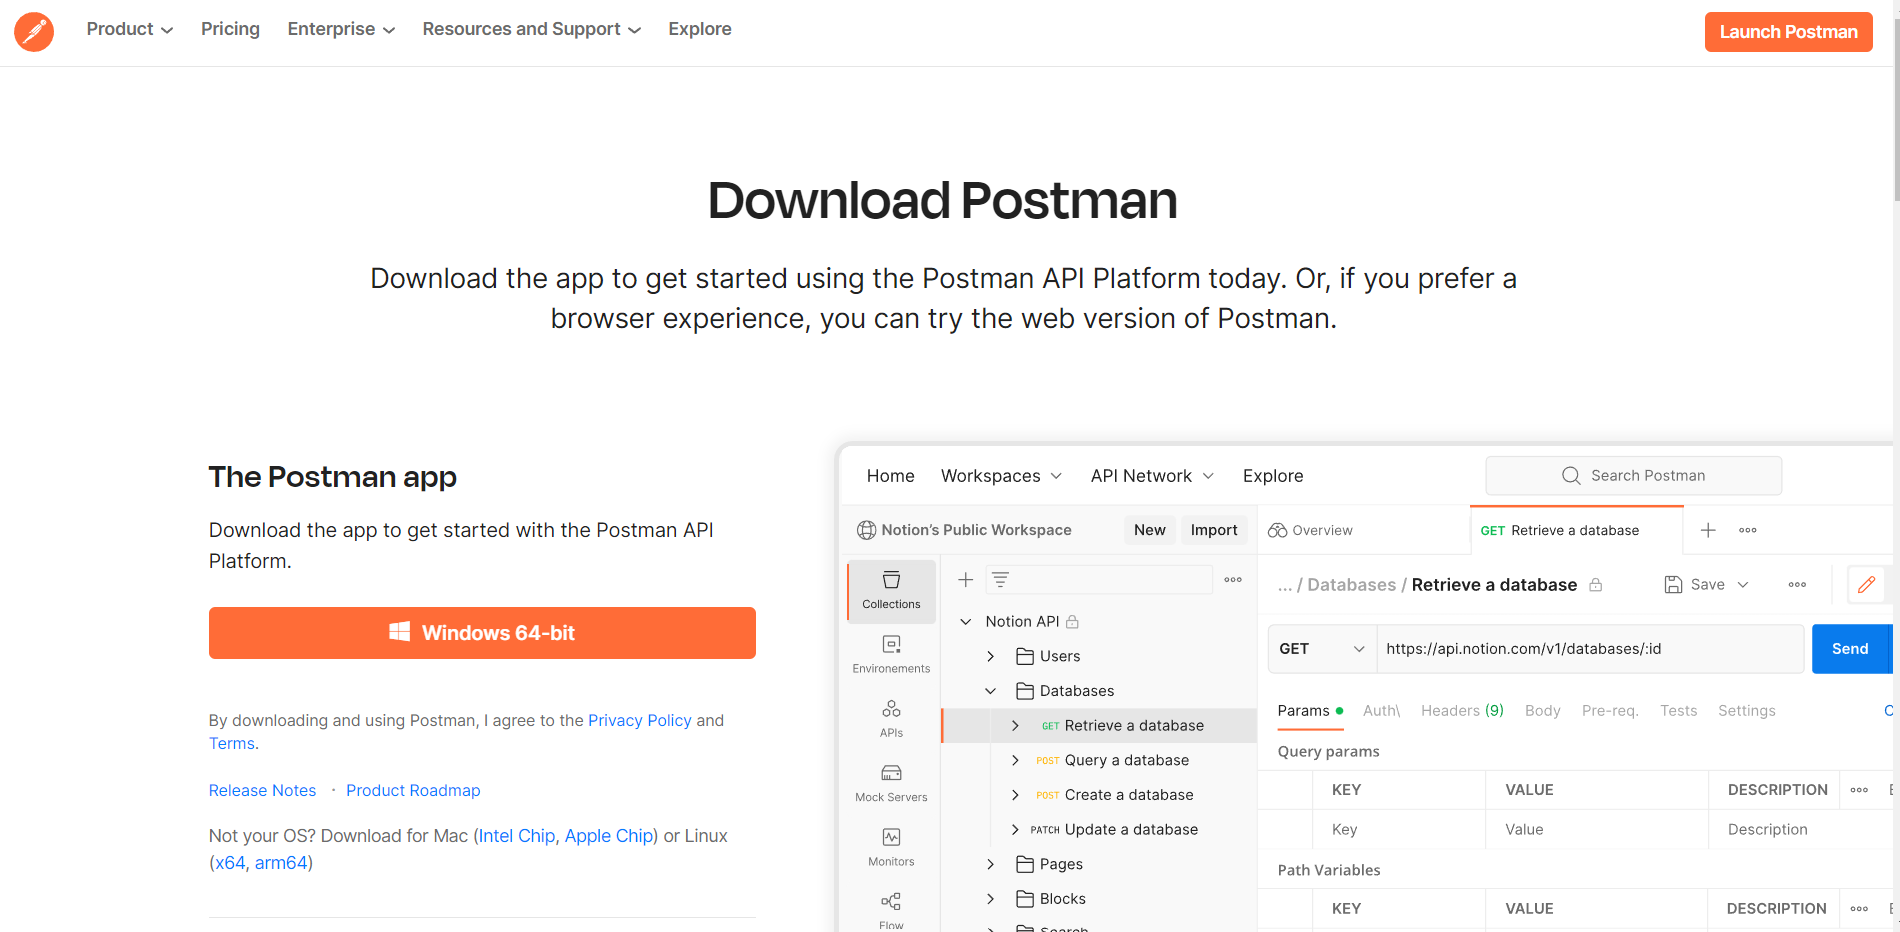 Product
Pricing
Enterprise
Resources and Support
Explore
Launch Postman
Download Postman
Download the app to get started using the Postman API Platform today. Or, if you prefer a
browser experience, you can try the web version of Postman.
The Postman app
Download the app to get started with the Postman API
Platform.
Windows 64-bit
By downloading and using Postman, I agree to the Privacy Policy and
Terms.
Release Notes · Product Roadmap
Not your OS? Download for Mac (Intel Chip, Apple Chip) or Linux
(x64, arm64)
Home
Workspaces
API Network
Explore
Search Postman
Notion's Public Workspace
New
Import
Overview
GET Retrieve a database
Collections
Environements
APIs
Mock Servers
Monitors
Flow
Notion API
Users
Databases
GET Retrieve a database
POST Query a database
POST Create a database
PATCH Update a database
Pages
Blocks
Search
... / Databases / Retrieve a database
Save
GET
https://api.notion.com/v1/databases/:id
Send
Params
Auth\
Headers (9)
Body
Pre-req.
Tests
Settings
Query params
KEY
VALUE
DESCRIPTION
Key
Value
Description
Path Variables
KEY
VALUE
DESCRIPTION